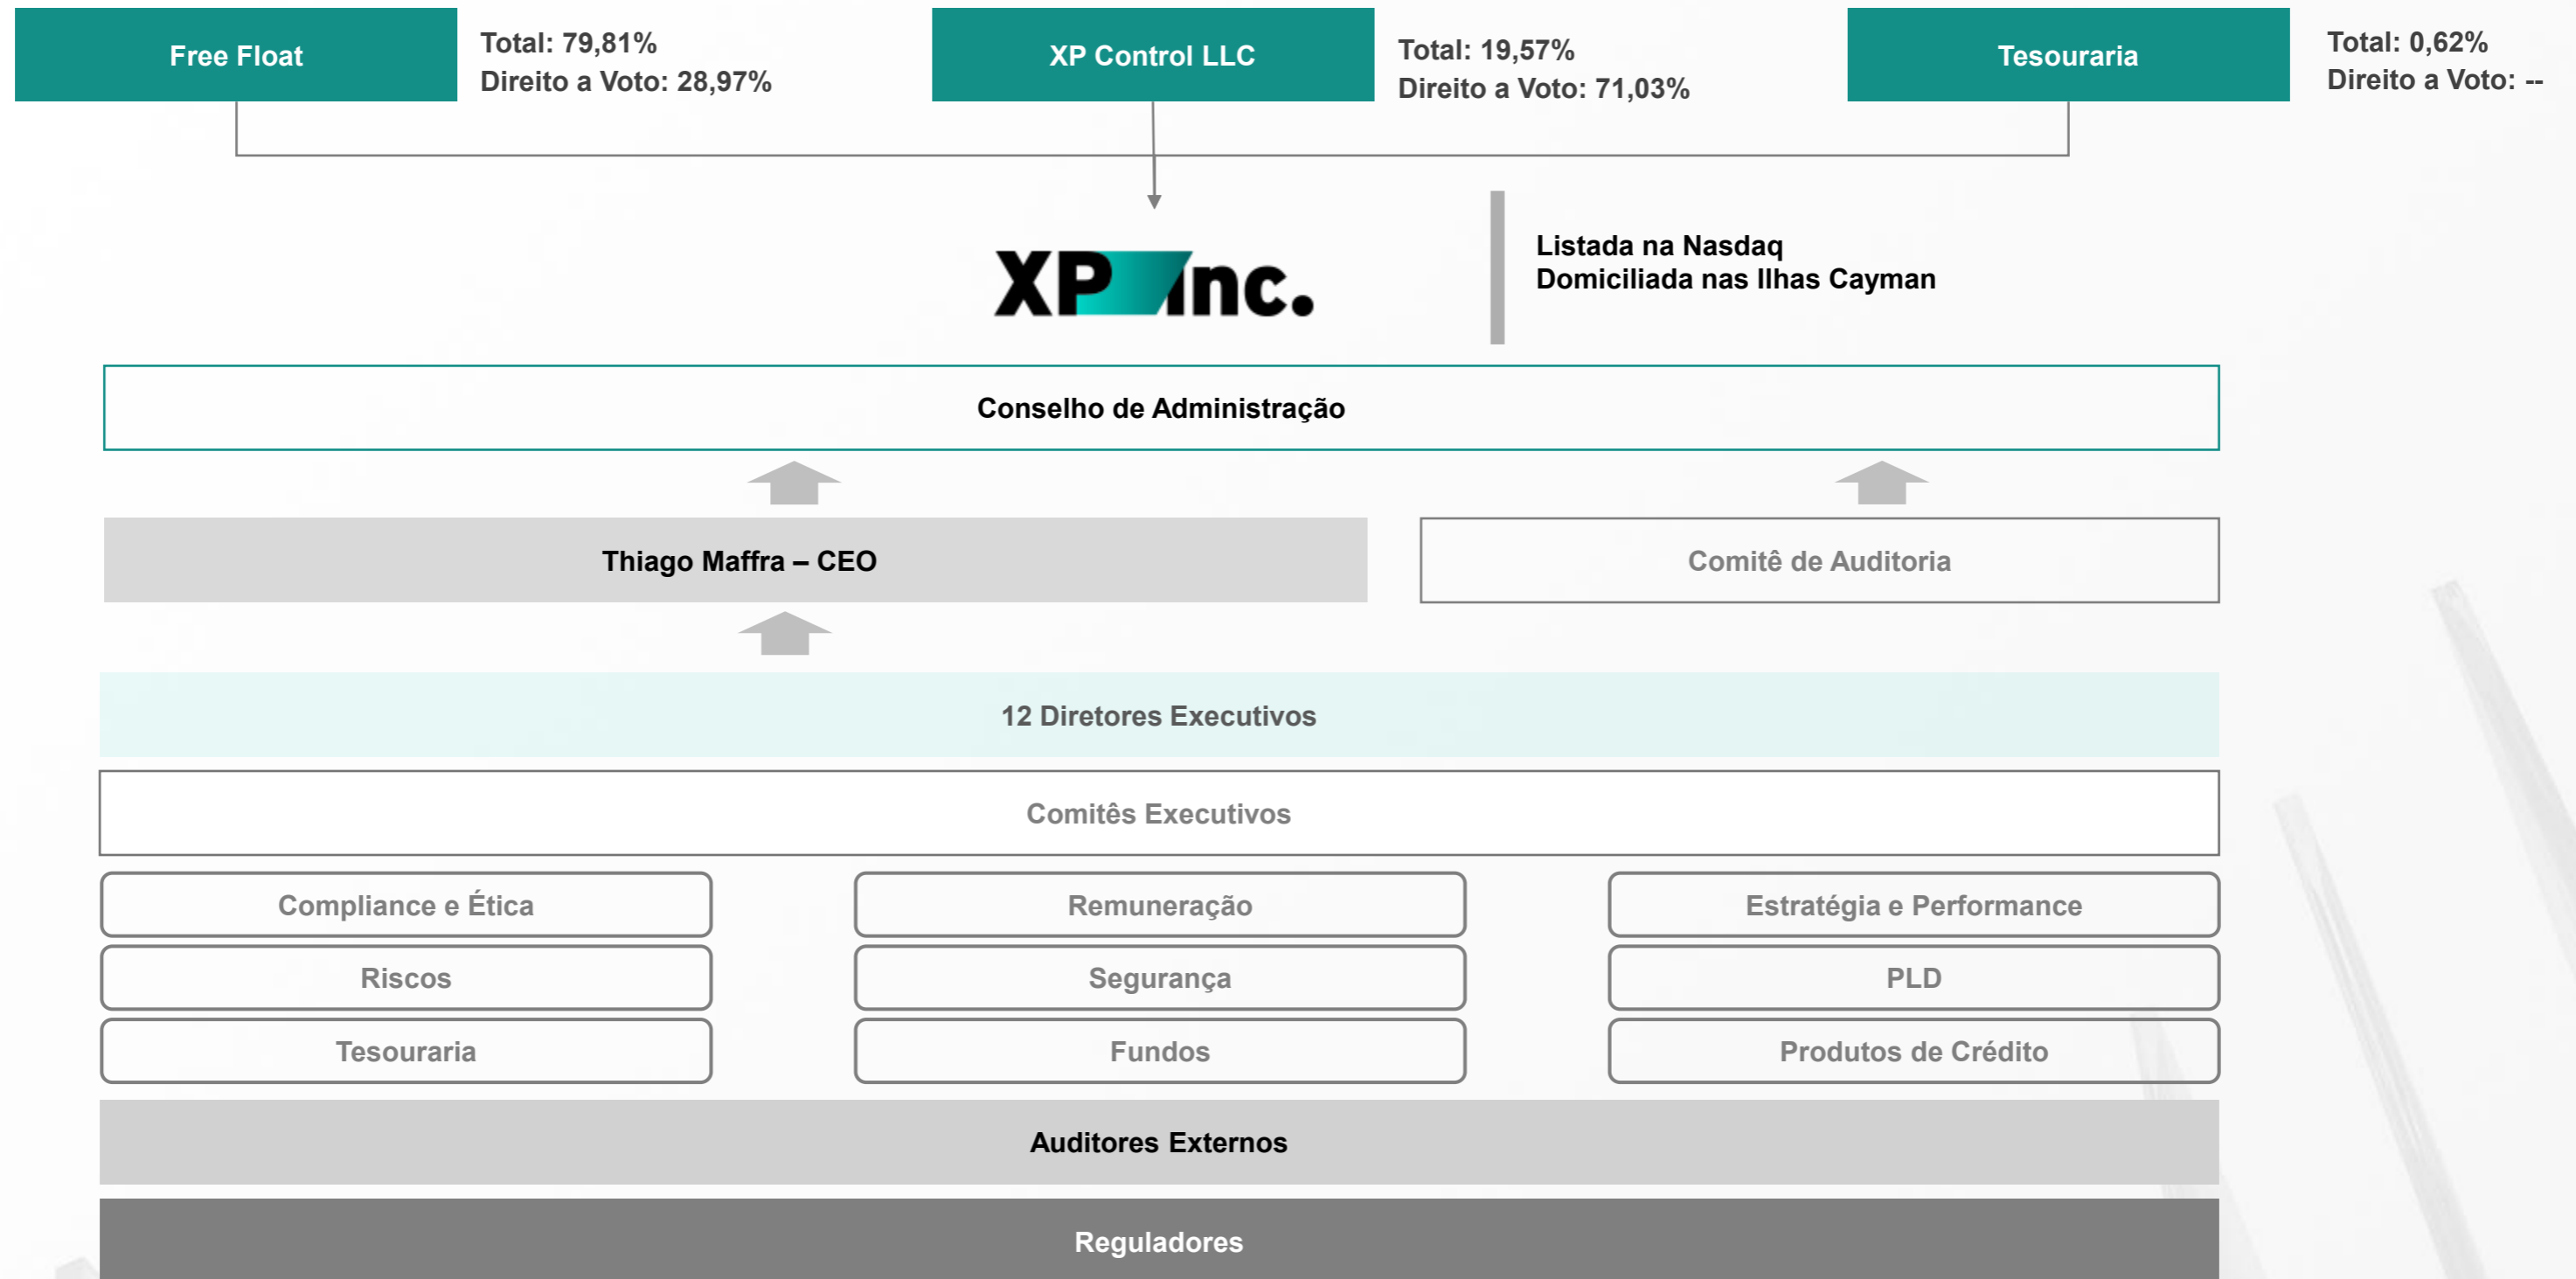 Free Float
Total: 79,81%
Direito a Voto: 28,97%
XP Control LLC
Total: 19,57%
Direito a Voto: 71,03%
Tesouraria
Total: 0,62%
Direito a Voto: --
XP Inc.
Listada na Nasdaq
Domiciliada nas Ilhas Cayman
Conselho de Administração
Thiago Maffra – CEO
Comitê de Auditoria
12 Diretores Executivos
Comitês Executivos
Compliance e Ética
Remuneração
Estratégia e Performance
Riscos
Segurança
PLD
Tesouraria
Fundos
Produtos de Crédito
Auditores Externos
Reguladores